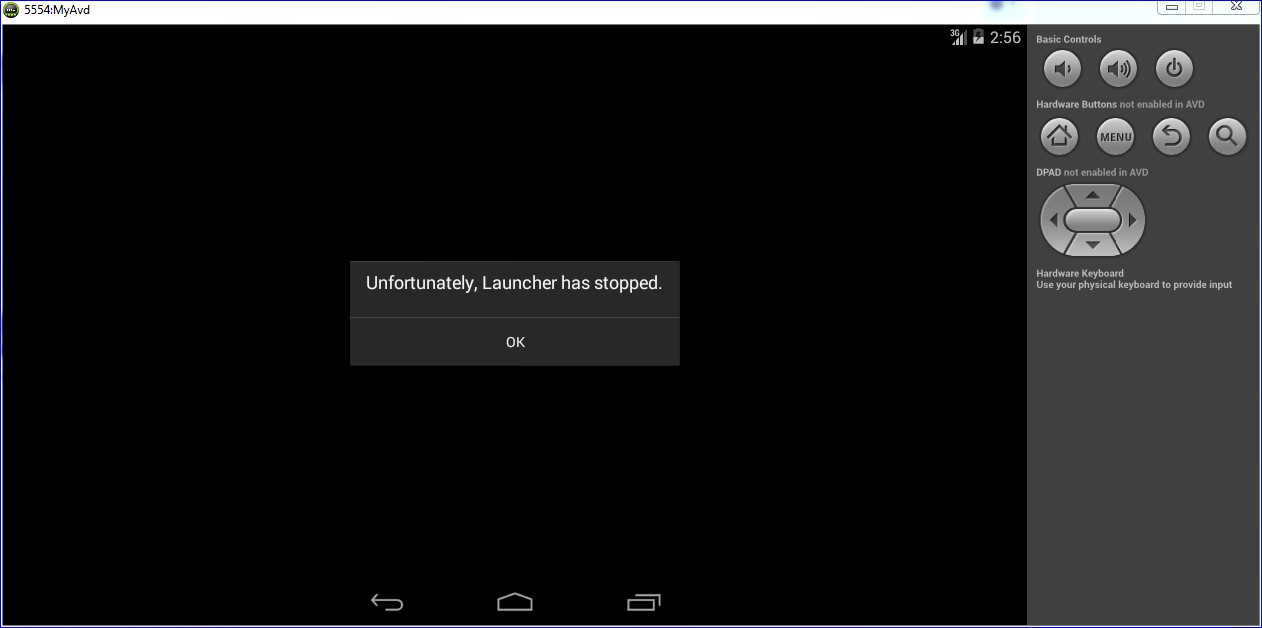 5554:MyAvd
3G 2:56
Basic Controls
Hardware Buttons not enabled in AVD
MENU
DPAD not enabled in AVD
Hardware Keyboard
Use your physical keyboard to provide input
Unfortunately, Launcher has stopped.
OK